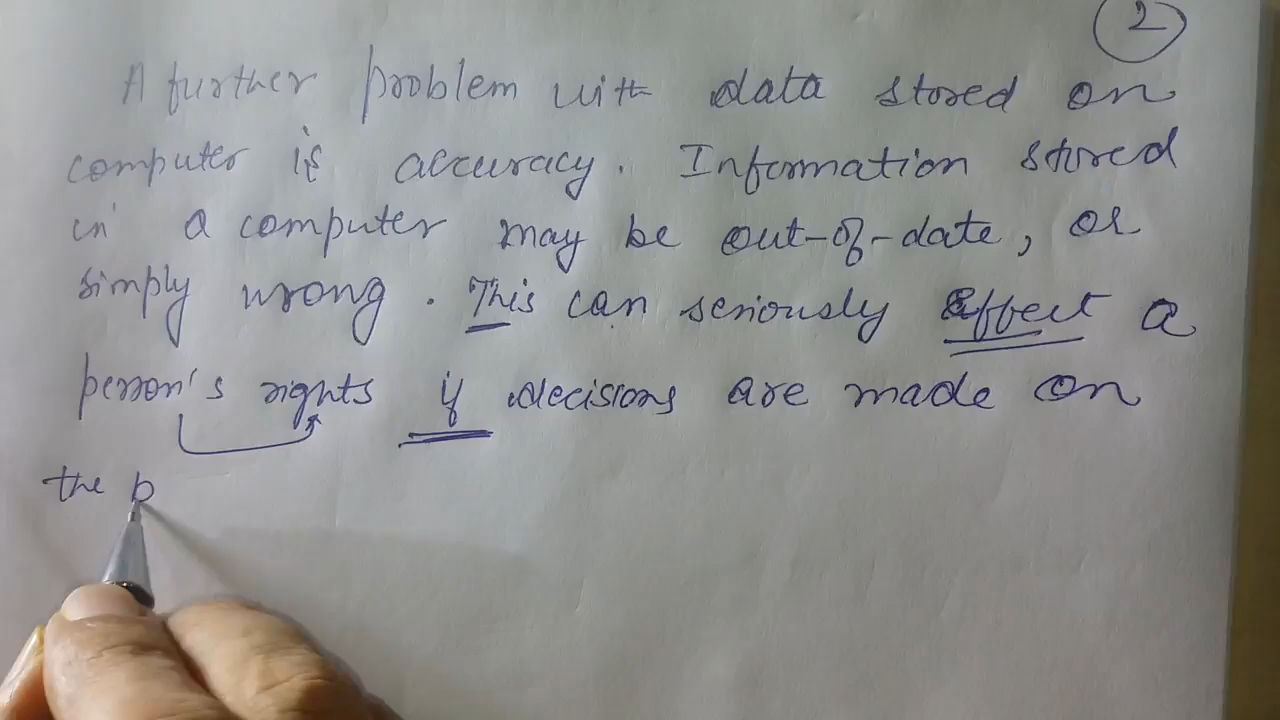 2
A further problem with data stored on
computer is accuracy. Information stored
in a computer may be out-of-date, or
simply wrong. This can seriously affect a
person's rights if decisions are made on
the b